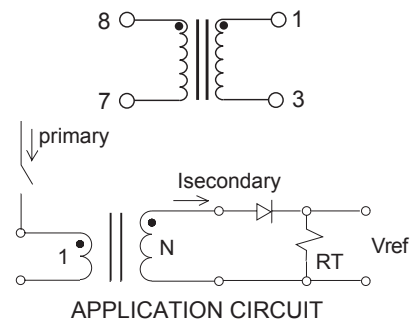 8 1
7 3
primary
Isecondary
1 N RT Vref
APPLICATION CIRCUIT